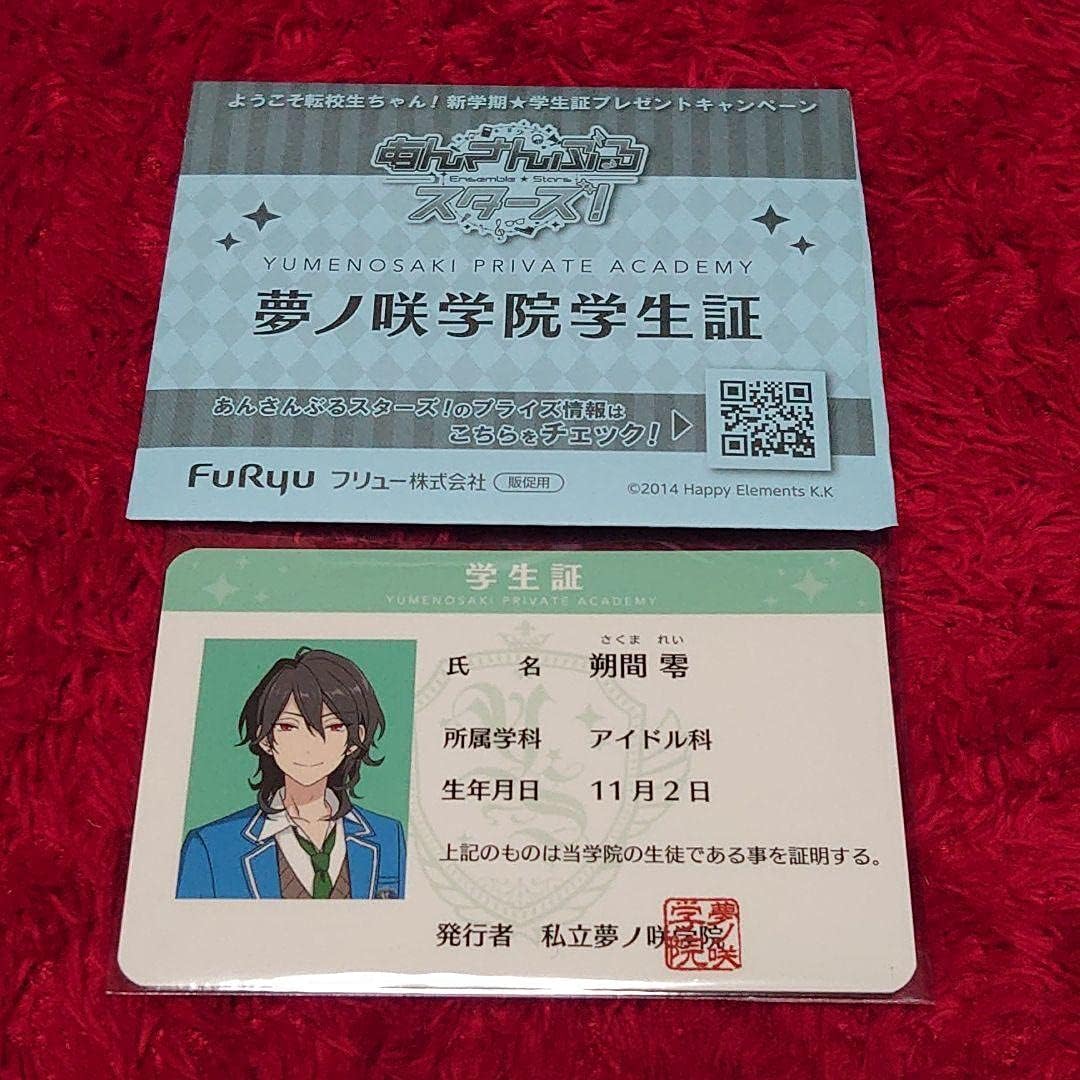 ようこそ転校生ちゃん!新学期★学生証プレゼントキャンペーン
あんさんぶる
Ensemble ★ Stars
スターズ!
YUMENOSAKI PRIVATE ACADEMY
夢ノ咲学院学生証
あんさんぶるスターズ!のプライズ情報は
こちらをチェック!
FuRyu フリュー株式会社 販促用
©2014 Happy Elements K.K
学生証
YUMENOSAKI PRIVATE ACADEMY
さくま れい
氏 名 朔間 零
所属学科 アイドル科
生年月日 11月2日
上記のものは当学院の生徒である事を証明する。
発行者 私立夢ノ咲学院
夢ノ咲
学院